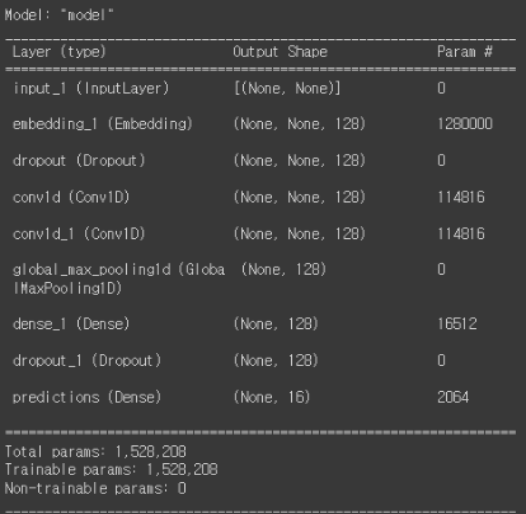 Model: "model"
Layer (type) Output Shape Param #
input_1 (InputLayer) [(None, None)] 0
embedding_1 (Embedding) (None, None, 128) 1280000
dropout (Dropout) (None, None, 128) 0
conv1d (Conv1D) (None, None, 128) 114816
conv1d_1 (Conv1D) (None, None, 128) 114816
global_max_pooling1d (Globa (None, 128) 0
lMaxPooling1D)
dense_1 (Dense) (None, 128) 16512
dropout_1 (Dropout) (None, 128) 0
predictions (Dense) (None, 16) 2064
Total params: 1,528,208
Trainable params: 1,528,208
Non-trainable params: 0